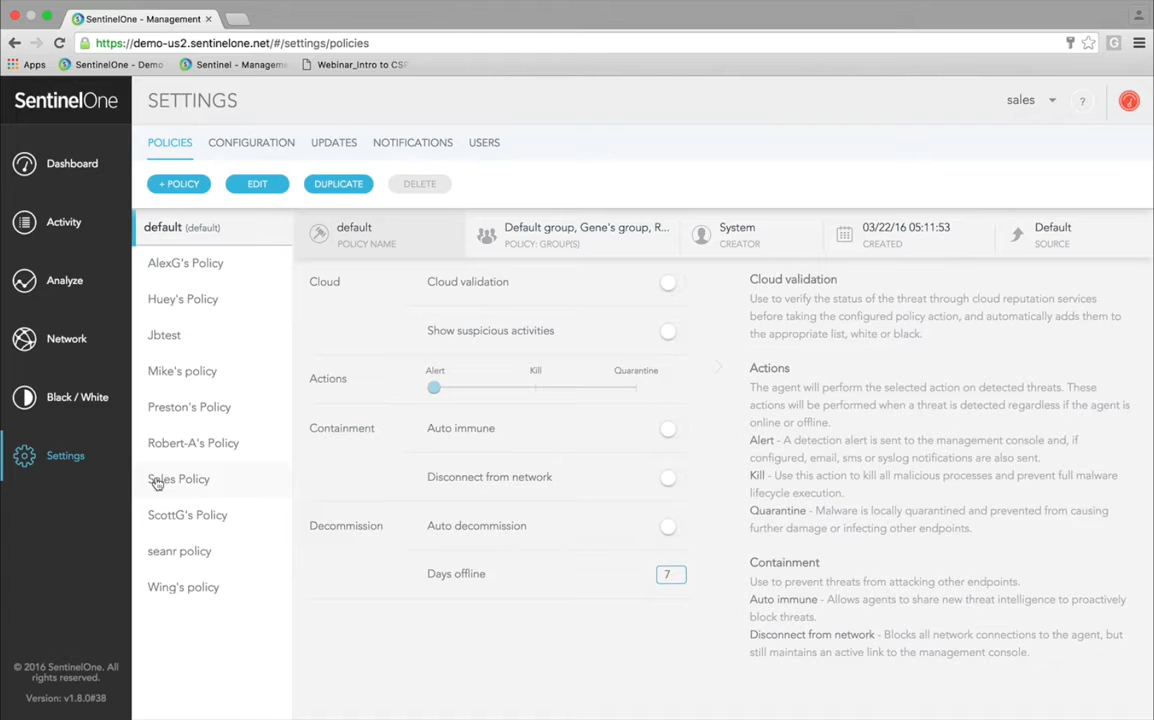 SentinelOne - Management
https://demo-us2.sentinelone.net/#/settings/policies
Apps
SentinelOne - Demo
Sentinel - Manageme
Webinar_Intro to CSF
SentinelOne
SETTINGS
sales
?
POLICIES
CONFIGURATION
UPDATES
NOTIFICATIONS
USERS
+ POLICY
EDIT
DUPLICATE
DELETE
Dashboard
Activity
Analyze
Network
Black / White
Settings
© 2016 SentinelOne. All
rights reserved.
Version: v1.8.0#38
default (default)
AlexG's Policy
Huey's Policy
Jbtest
Mike's policy
Preston's Policy
Robert-A's Policy
Sales Policy
ScottG's Policy
seanr policy
Wing's policy
default
POLICY NAME
Default group, Gene's group, R...
POLICY: GROUP(S)
System
CREATOR
03/22/16 05:11:53
CREATED
Default
SOURCE
Cloud
Cloud validation
Show suspicious activities
Actions
Alert
Kill
Quarantine
Containment
Auto immune
Disconnect from network
Decommission
Auto decommission
Days offline
7
Cloud validation
Use to verify the status of the threat through cloud reputation services
before taking the configured policy action, and automatically adds them to
the appropriate list, white or black.
Actions
The agent will perform the selected action on detected threats. These
actions will be performed when a threat is detected regardless if the agent is
online or offline.
Alert - A detection alert is sent to the management console and, if
configured, email, sms or syslog notifications are also sent.
Kill - Use this action to kill all malicious processes and prevent full malware
lifecycle execution.
Quarantine - Malware is locally quarantined and prevented from causing
further damage or infecting other endpoints.
Containment
Use to prevent threats from attacking other endpoints.
Auto immune - Allows agents to share new threat intelligence to proactively
block threats.
Disconnect from network - Blocks all network connections to the agent, but
still maintains an active link to the management console.